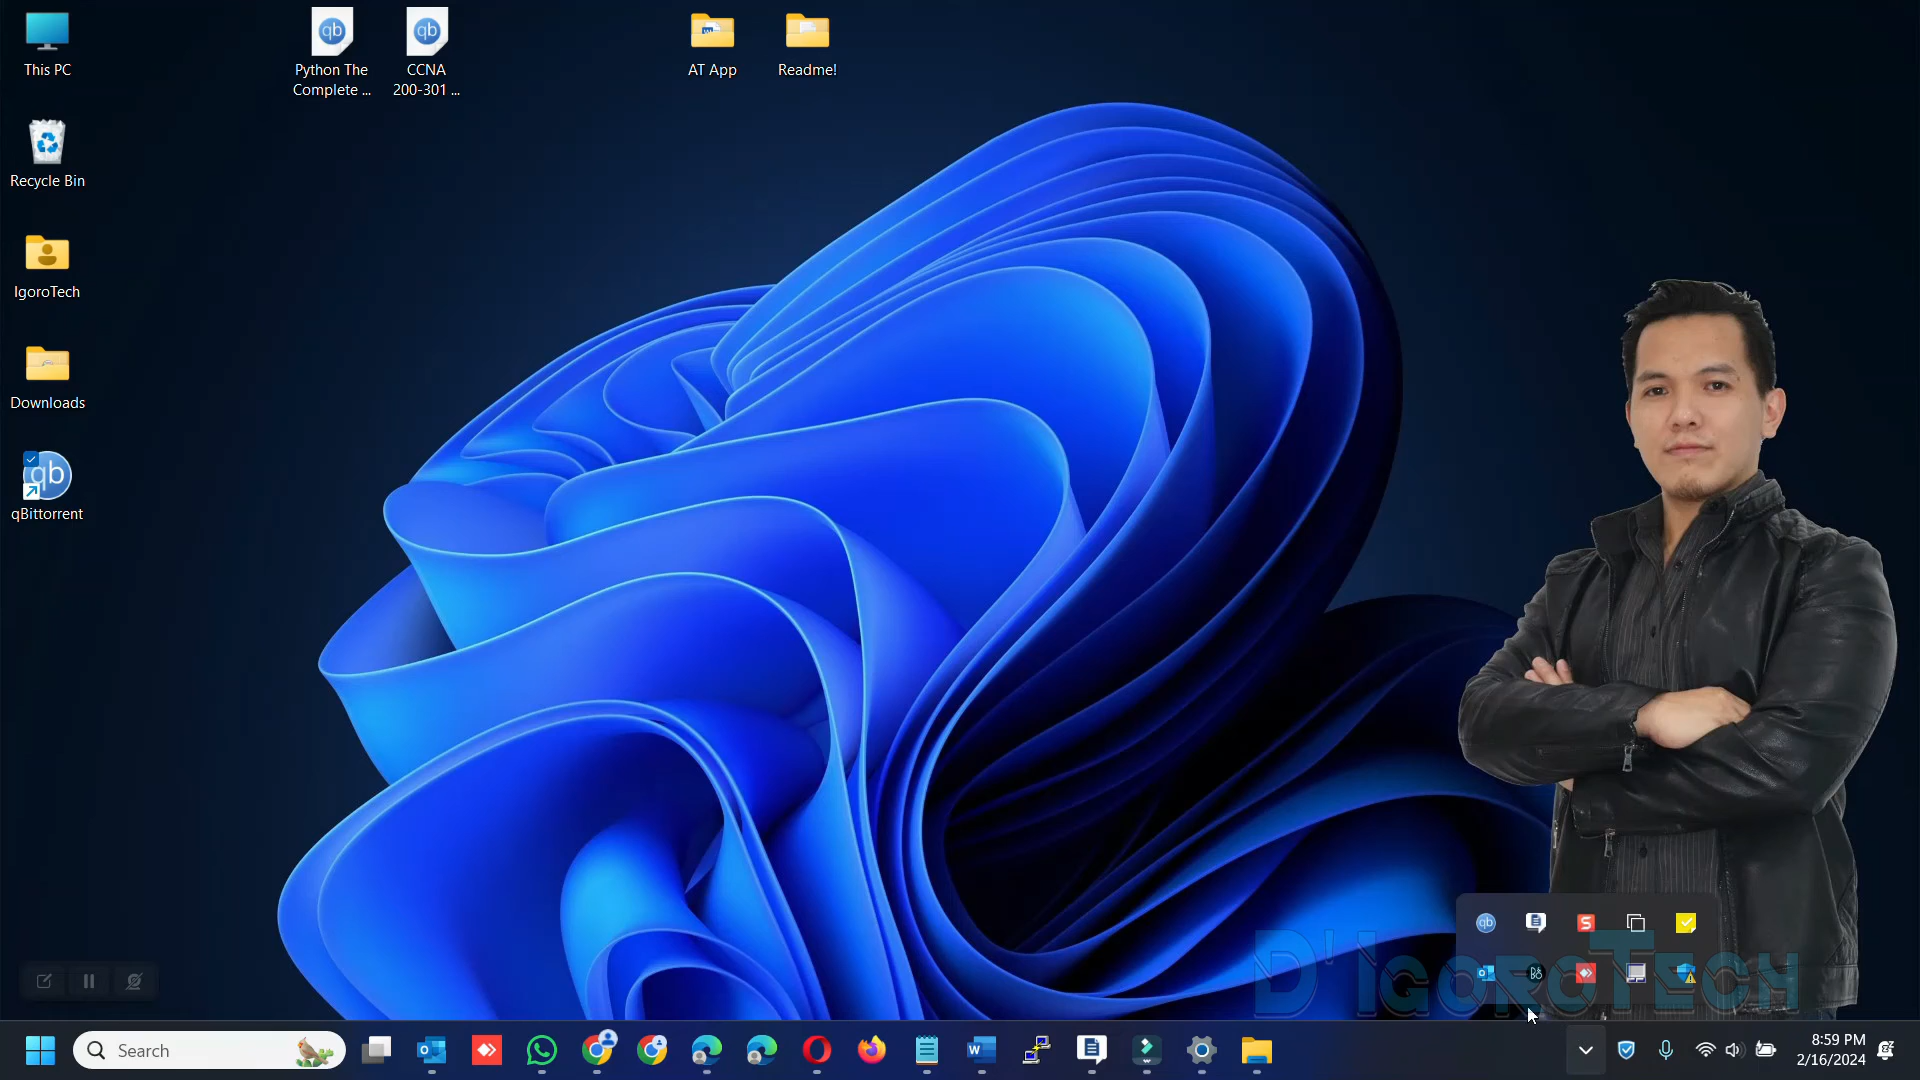 This PC
Python The
Complete ...
CCNA
200-301 ...
AT App
Readme!
Recycle Bin
IgoroTech
Downloads
qb
qBittorrent
D'IgoroTech
Search
8:59 PM
2/16/2024